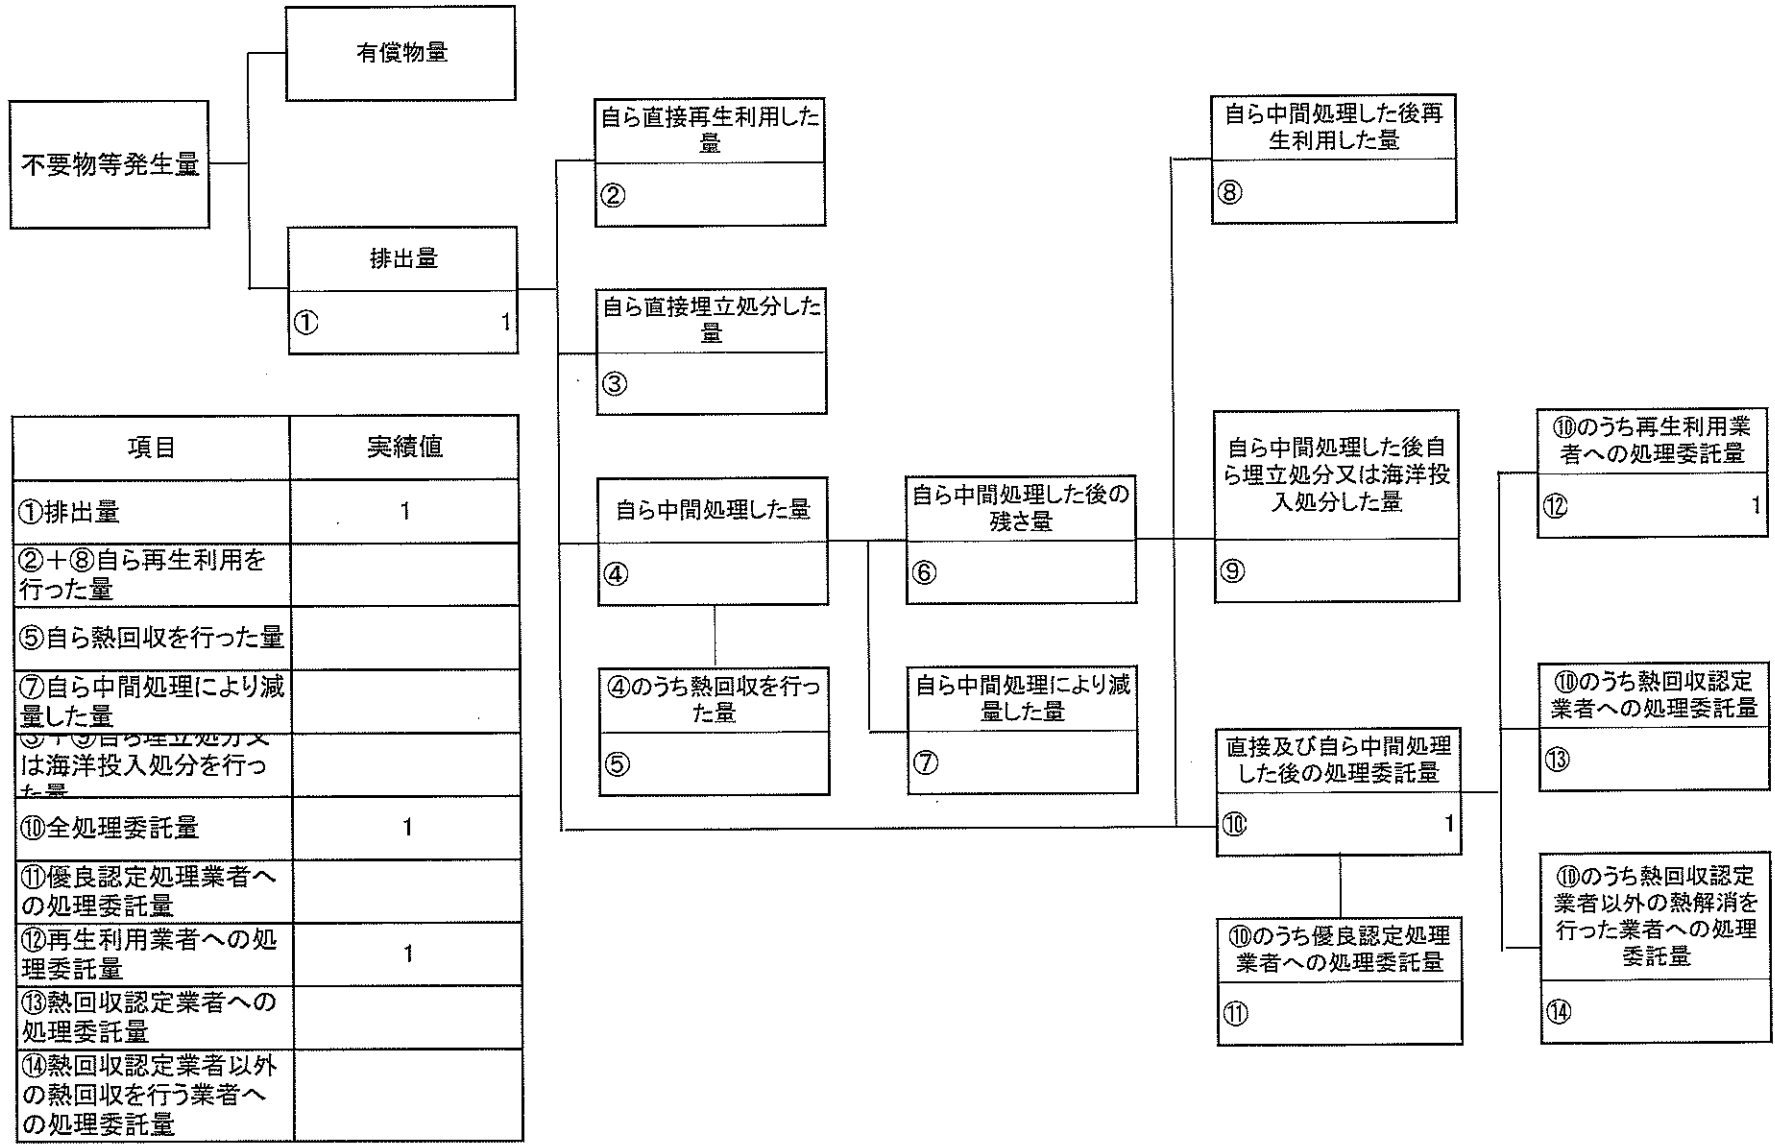 有償物量
不要物等発生量
排出量
① 1
自ら直接再生利用した
量
②
自ら直接埋立処分した
量
③
自ら中間処理した量
④
④のうち熱回収を行っ
た量
⑤
自ら中間処理した後の
残さ量
⑥
自ら中間処理により減
量した量
⑦
自ら中間処理した後再
生利用した量
⑧
自ら中間処理した後自
ら埋立処分又は海洋投
入処分した量
⑨
直接及び自ら中間処理
した後の処理委託量
⑩ 1
⑩のうち優良認定処理
業者への処理委託量
⑪
⑩のうち再生利用業
者への処理委託量
⑫ 1
⑩のうち熱回収認定
業者への処理委託量
⑬
⑩のうち熱回収認定
業者以外の熱解消を
行った業者への処理
委託量
⑭
項目 実績値
①排出量 1
②+⑧自ら再生利用を
行った量
⑤自ら熱回収を行った量
⑦自ら中間処理により減
量した量
③+⑨自ら埋立処分又
は海洋投入処分を行っ
た量
⑩全処理委託量 1
⑪優良認定処理業者へ
の処理委託量
⑫再生利用業者への処
理委託量 1
⑬熱回収認定業者への
処理委託量
⑭熱回収認定業者以外
の熱回収を行う業者へ
の処理委託量